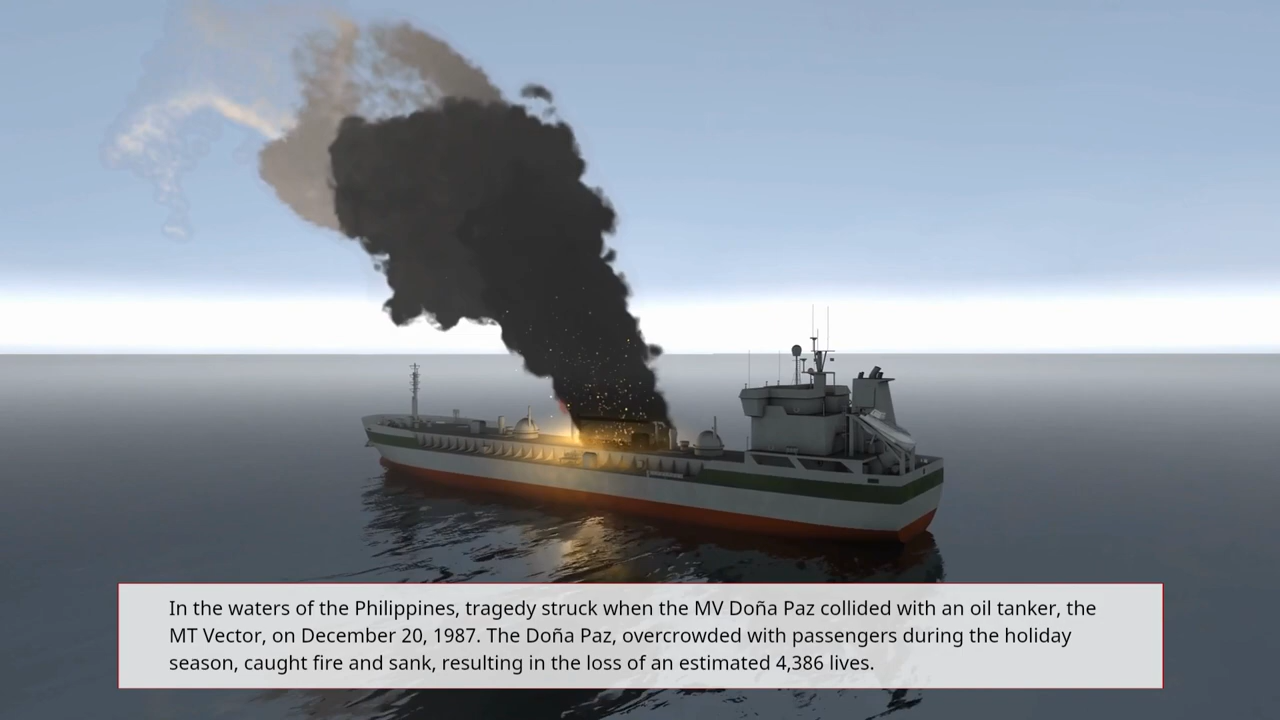 In the waters of the Philippines, tragedy struck when the MV Doña Paz collided with an oil tanker, the
MT Vector, on December 20, 1987. The Doña Paz, overcrowded with passengers during the holiday
season, caught fire and sank, resulting in the loss of an estimated 4,386 lives.